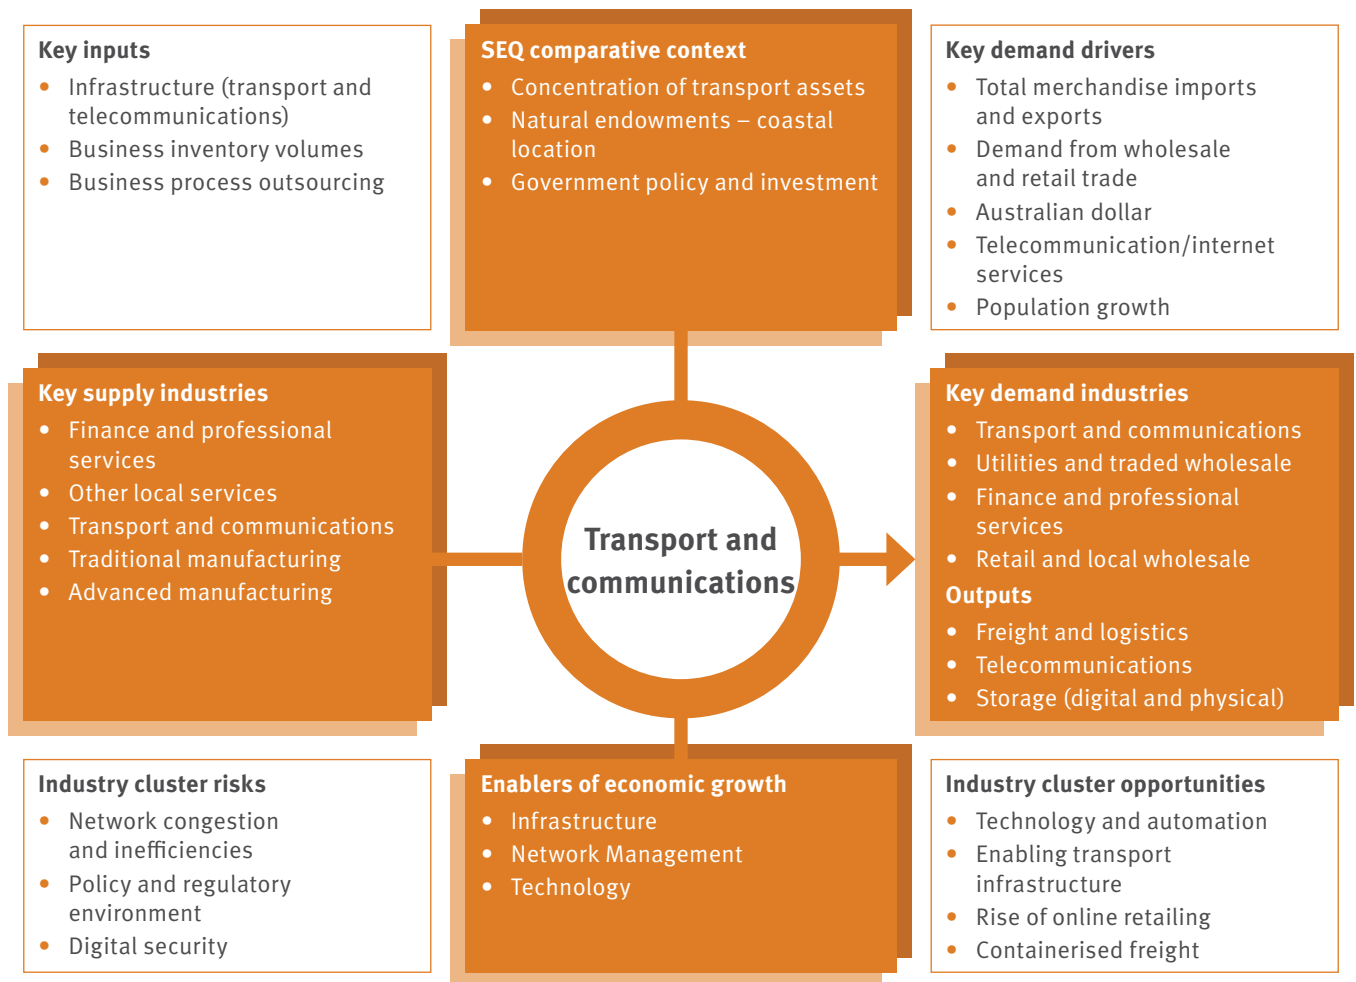 Key inputs
• Infrastructure (transport and
telecommunications)
• Business inventory volumes
• Business process outsourcing
SEQ comparative context
• Concentration of transport assets
• Natural endowments – coastal
location
• Government policy and investment
Key demand drivers
• Total merchandise imports
and exports
• Demand from wholesale
and retail trade
• Australian dollar
• Telecommunication/internet
services
• Population growth
Key supply industries
• Finance and professional
services
• Other local services
• Transport and communications
• Traditional manufacturing
• Advanced manufacturing
Transport and
communications
Key demand industries
• Transport and communications
• Utilities and traded wholesale
• Finance and professional
services
• Retail and local wholesale
Outputs
• Freight and logistics
• Telecommunications
• Storage (digital and physical)
Industry cluster risks
• Network congestion
and inefficiencies
• Policy and regulatory
environment
• Digital security
Enablers of economic growth
• Infrastructure
• Network Management
• Technology
Industry cluster opportunities
• Technology and automation
• Enabling transport
infrastructure
• Rise of online retailing
• Containerised freight